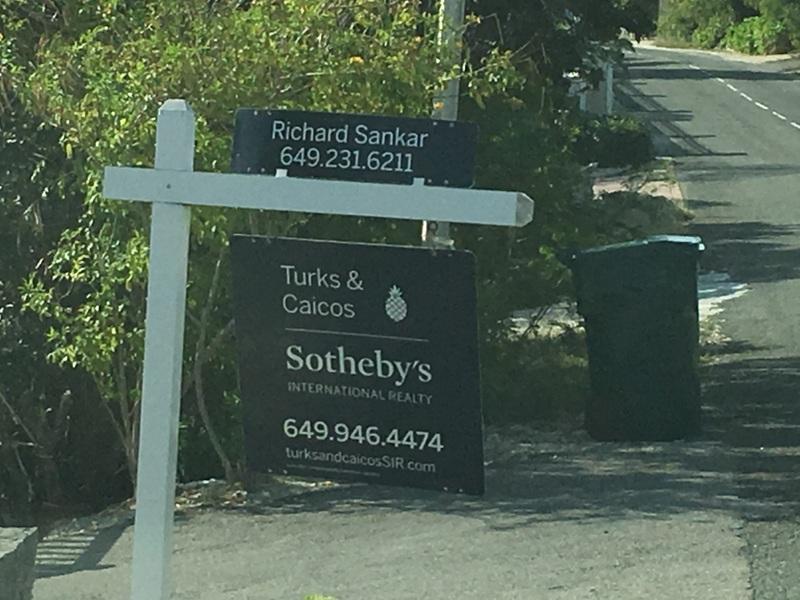 Richard Sankar
649.231.6211
Turks &
Caicos
Sotheby's
INTERNATIONAL REALTY
649.946.4474
turksandcaicosSIR.com